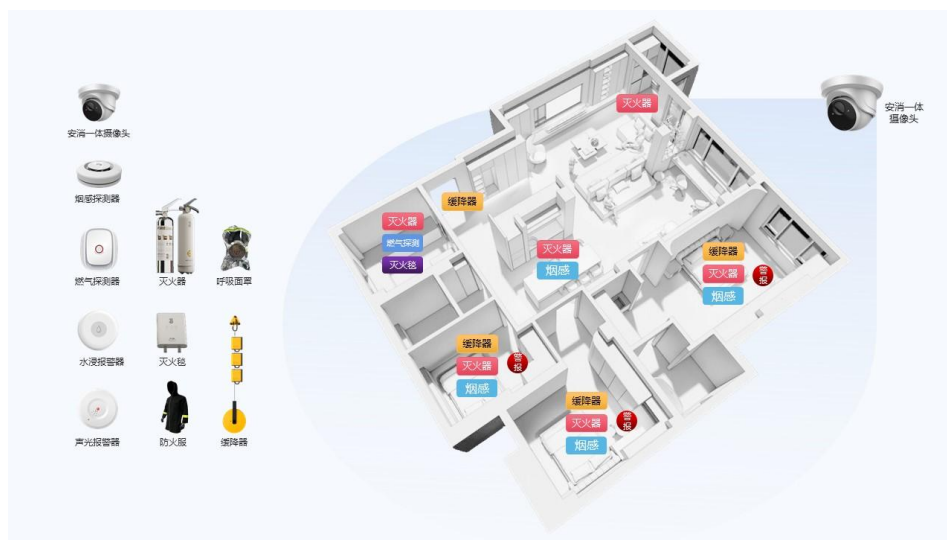 安消一体摄像头
烟感探测器
燃气探测器
灭火器
呼吸面罩
水浸报警器
灭火毯
声光报警器
防火服
缓降器
灭火器
缓降器
灭火器
燃气探测
灭火毯
灭火器
烟感
缓降器
灭火器
烟感
警报
缓降器
灭火器
烟感
警报
缓降器
灭火器
烟感
警报
安消一体
摄像头